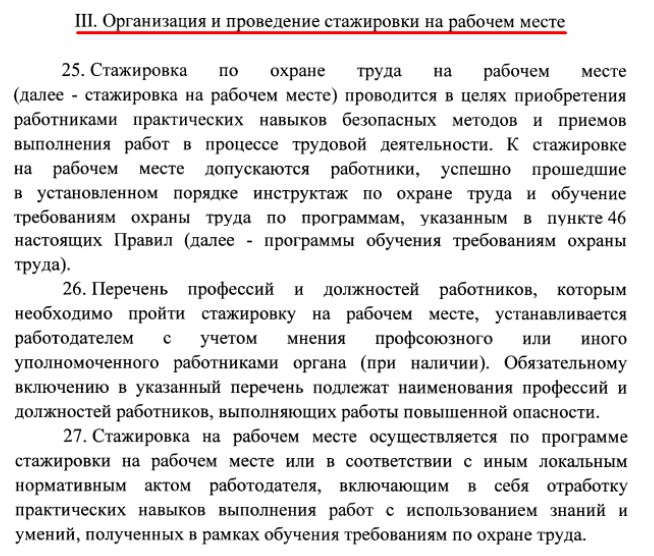 III. Организация и проведение стажировки на рабочем месте
25. Стажировка по охране труда на рабочем месте
(далее - стажировка на рабочем месте) проводится в целях приобретения
работниками практических навыков безопасных методов и приемов
выполнения работ в процессе трудовой деятельности. К стажировке
на рабочем месте допускаются работники, успешно прошедшие
в установленном порядке инструктаж по охране труда и обучение
требованиям охраны труда по программам, указанным в пункте 46
настоящих Правил (далее - программы обучения требованиям охраны
труда).
26. Перечень профессий и должностей работников, которым
необходимо пройти стажировку на рабочем месте, устанавливается
работодателем с учетом мнения профсоюзного или иного
уполномоченного работниками органа (при наличии). Обязательному
включению в указанный перечень подлежат наименования профессий и
должностей работников, выполняющих работы повышенной опасности.
27. Стажировка на рабочем месте осуществляется по программе
стажировки на рабочем месте или в соответствии с иным локальным
нормативным актом работодателя, включающим в себя отработку
практических навыков выполнения работ с использованием знаний и
умений, полученных в рамках обучения требованиям по охране труда.